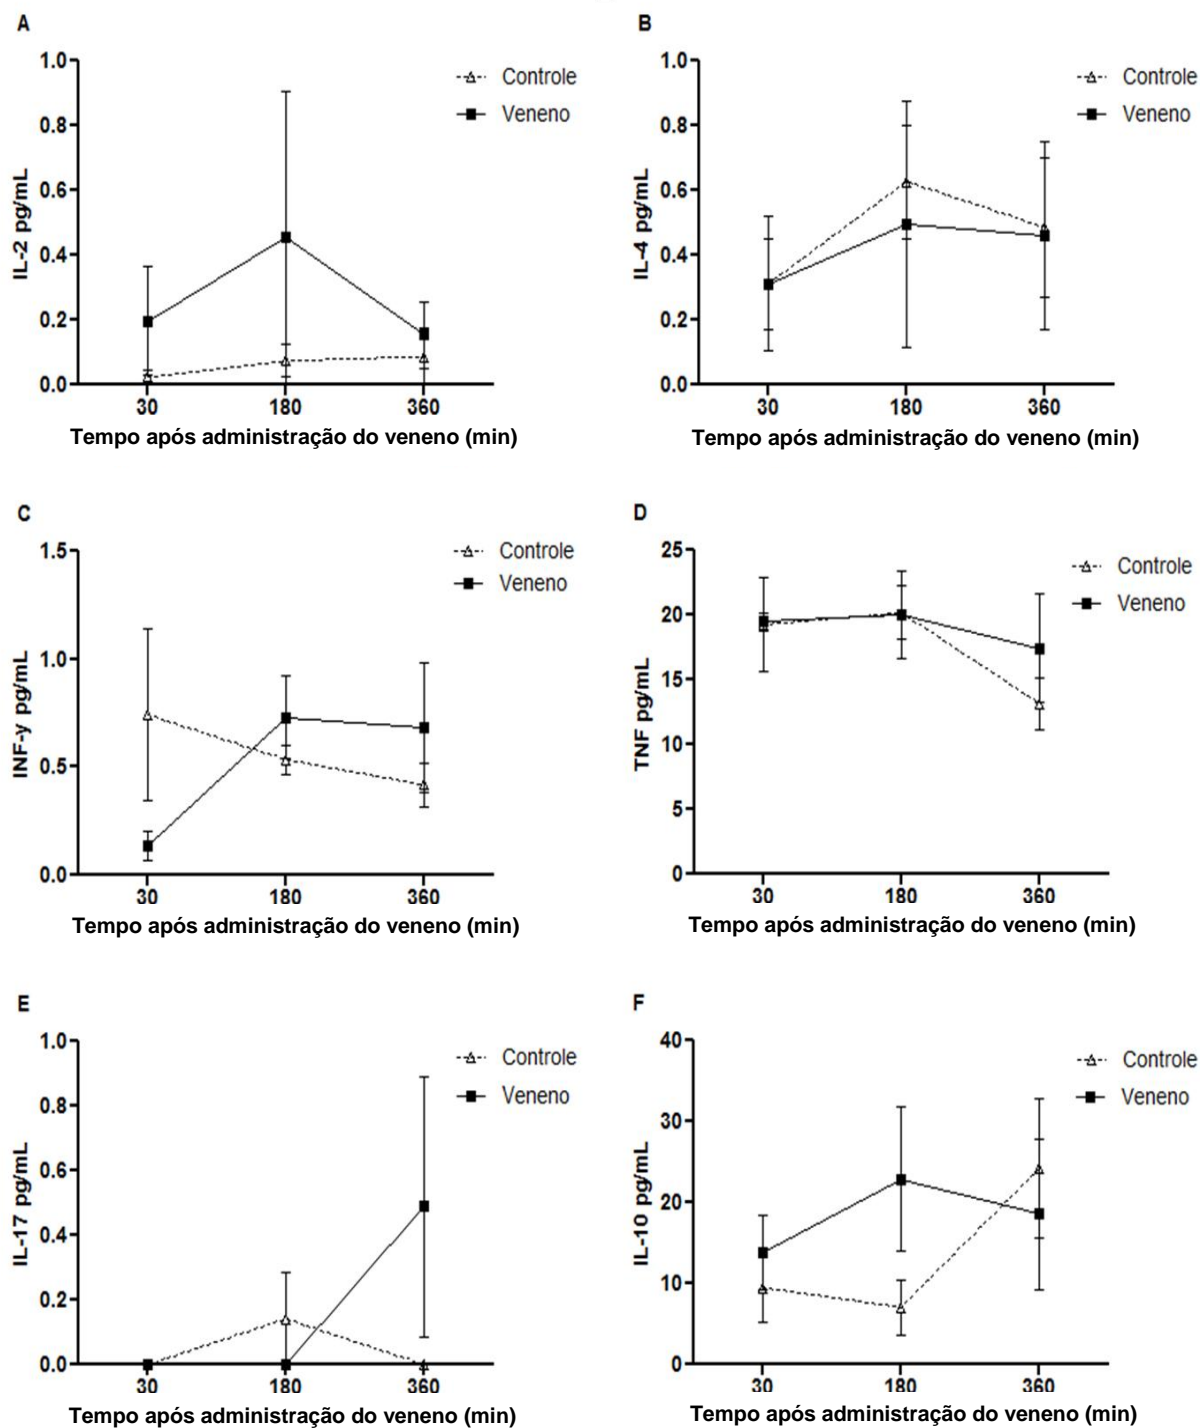 A
1.0
0.8
0.6
0.4
0.2
0.0
IL-2 pg/mL
Controle
Veneno
30 180 360
Tempo após administração do veneno (min)
B
1.0
0.8
0.6
0.4
0.2
0.0
IL-4 pg/mL
Controle
Veneno
30 180 360
Tempo após administração do veneno (min)
C
1.5
1.0
0.5
0.0
INF-y pg/mL
Controle
Veneno
30 180 360
Tempo após administração do veneno (min)
D
25
20
15
10
5
0
TNF pg/mL
Controle
Veneno
30 180 360
Tempo após administração do veneno (min)
E
1.0
0.8
0.6
0.4
0.2
0.0
IL-17 pg/mL
Controle
Veneno
30 180 360
Tempo após administração do veneno (min)
F
40
30
20
10
0
IL-10 pg/mL
Controle
Veneno
30 180 360
Tempo após administração do veneno (min)